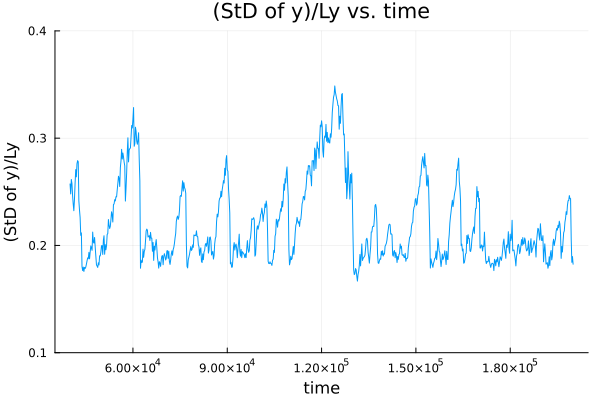 (StD of y)/Ly vs. time
0.4
0.3
0.2
0.1
(StD of y)/Ly
6.00×10⁴ 9.00×10⁴ 1.20×10⁵ 1.50×10⁵ 1.80×10⁵
time